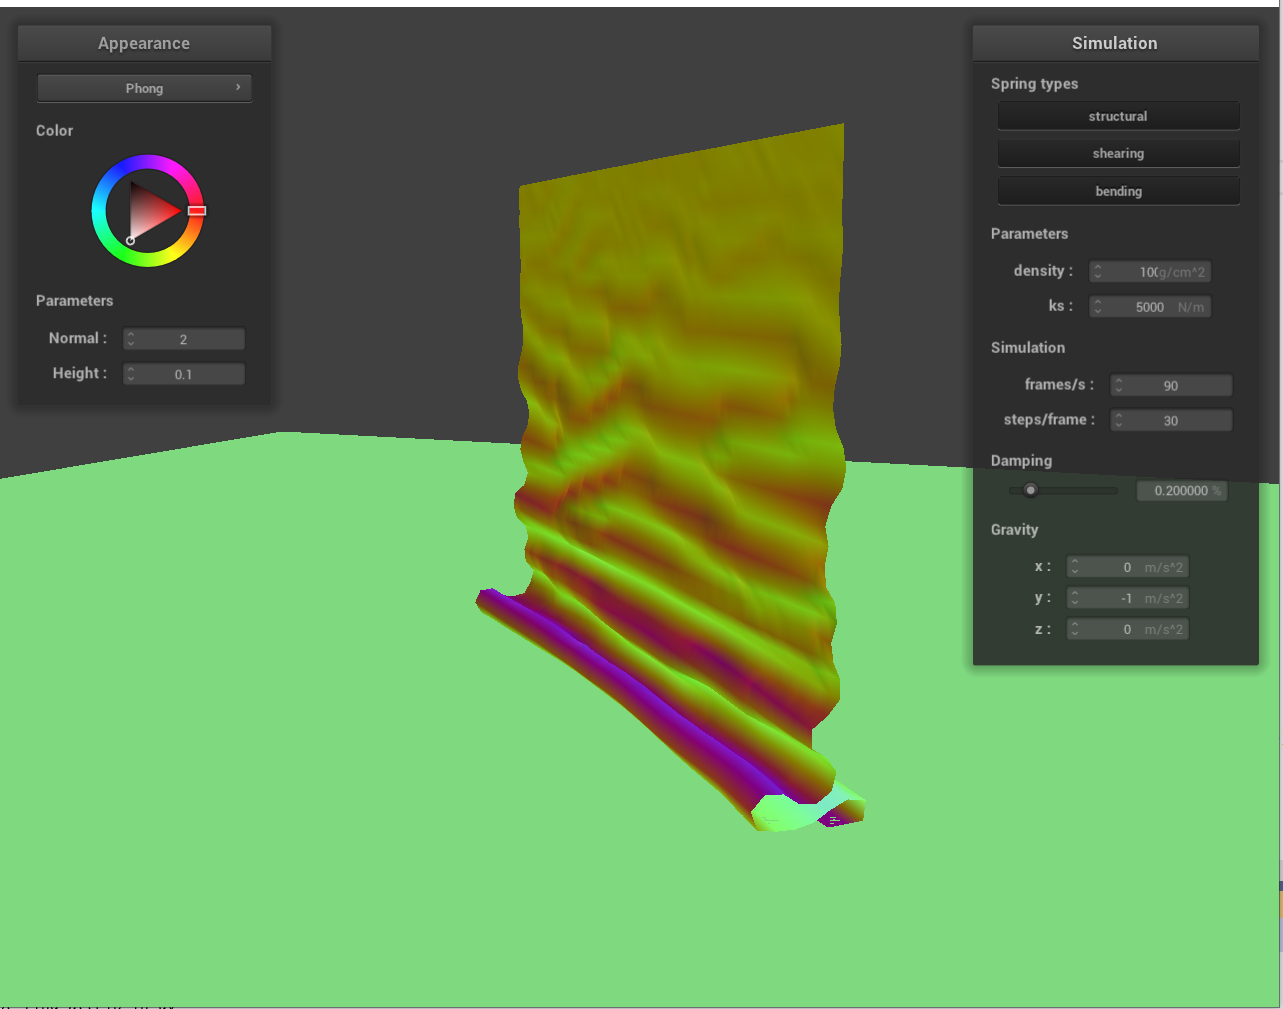 Appearance
Phong
Color
Parameters
Normal : 2
Height : 0.1
Simulation
Spring types
structural
shearing
bending
Parameters
density : 100 g/cm^2
ks : 5000 N/m
Simulation
frames/s : 90
steps/frame : 30
Damping
0.200000 %
Gravity
x : 0 m/s^2
y : -1 m/s^2
z : 0 m/s^2